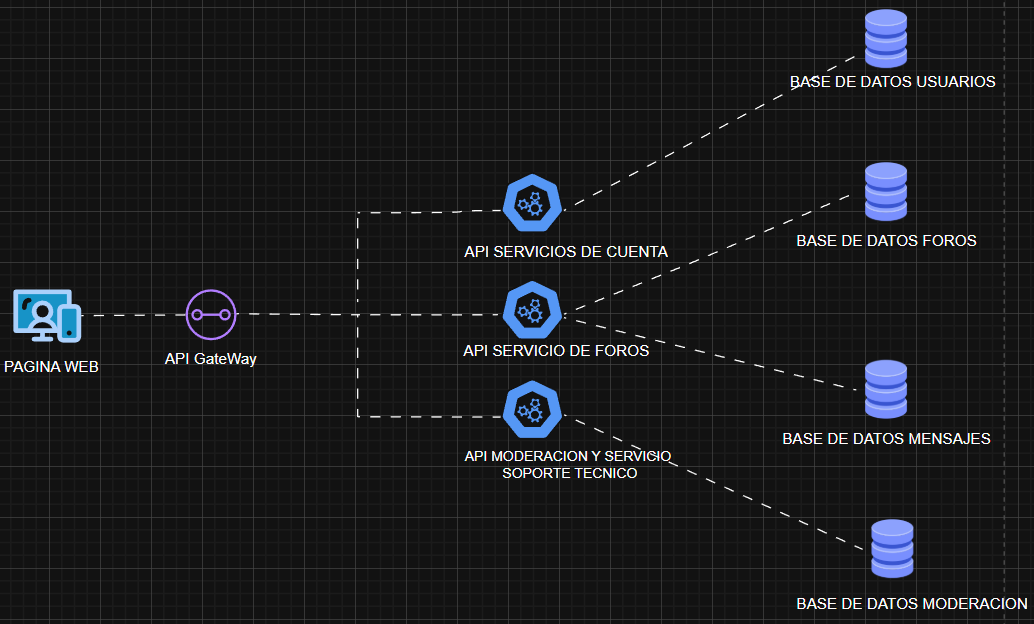 BASE DE DATOS USUARIOS
BASE DE DATOS FOROS
API SERVICIOS DE CUENTA
API SERVICIO DE FOROS
PAGINA WEB
API GateWay
BASE DE DATOS MENSAJES
API MODERACION Y SERVICIO
SOPORTE TECNICO
BASE DE DATOS MODERACION